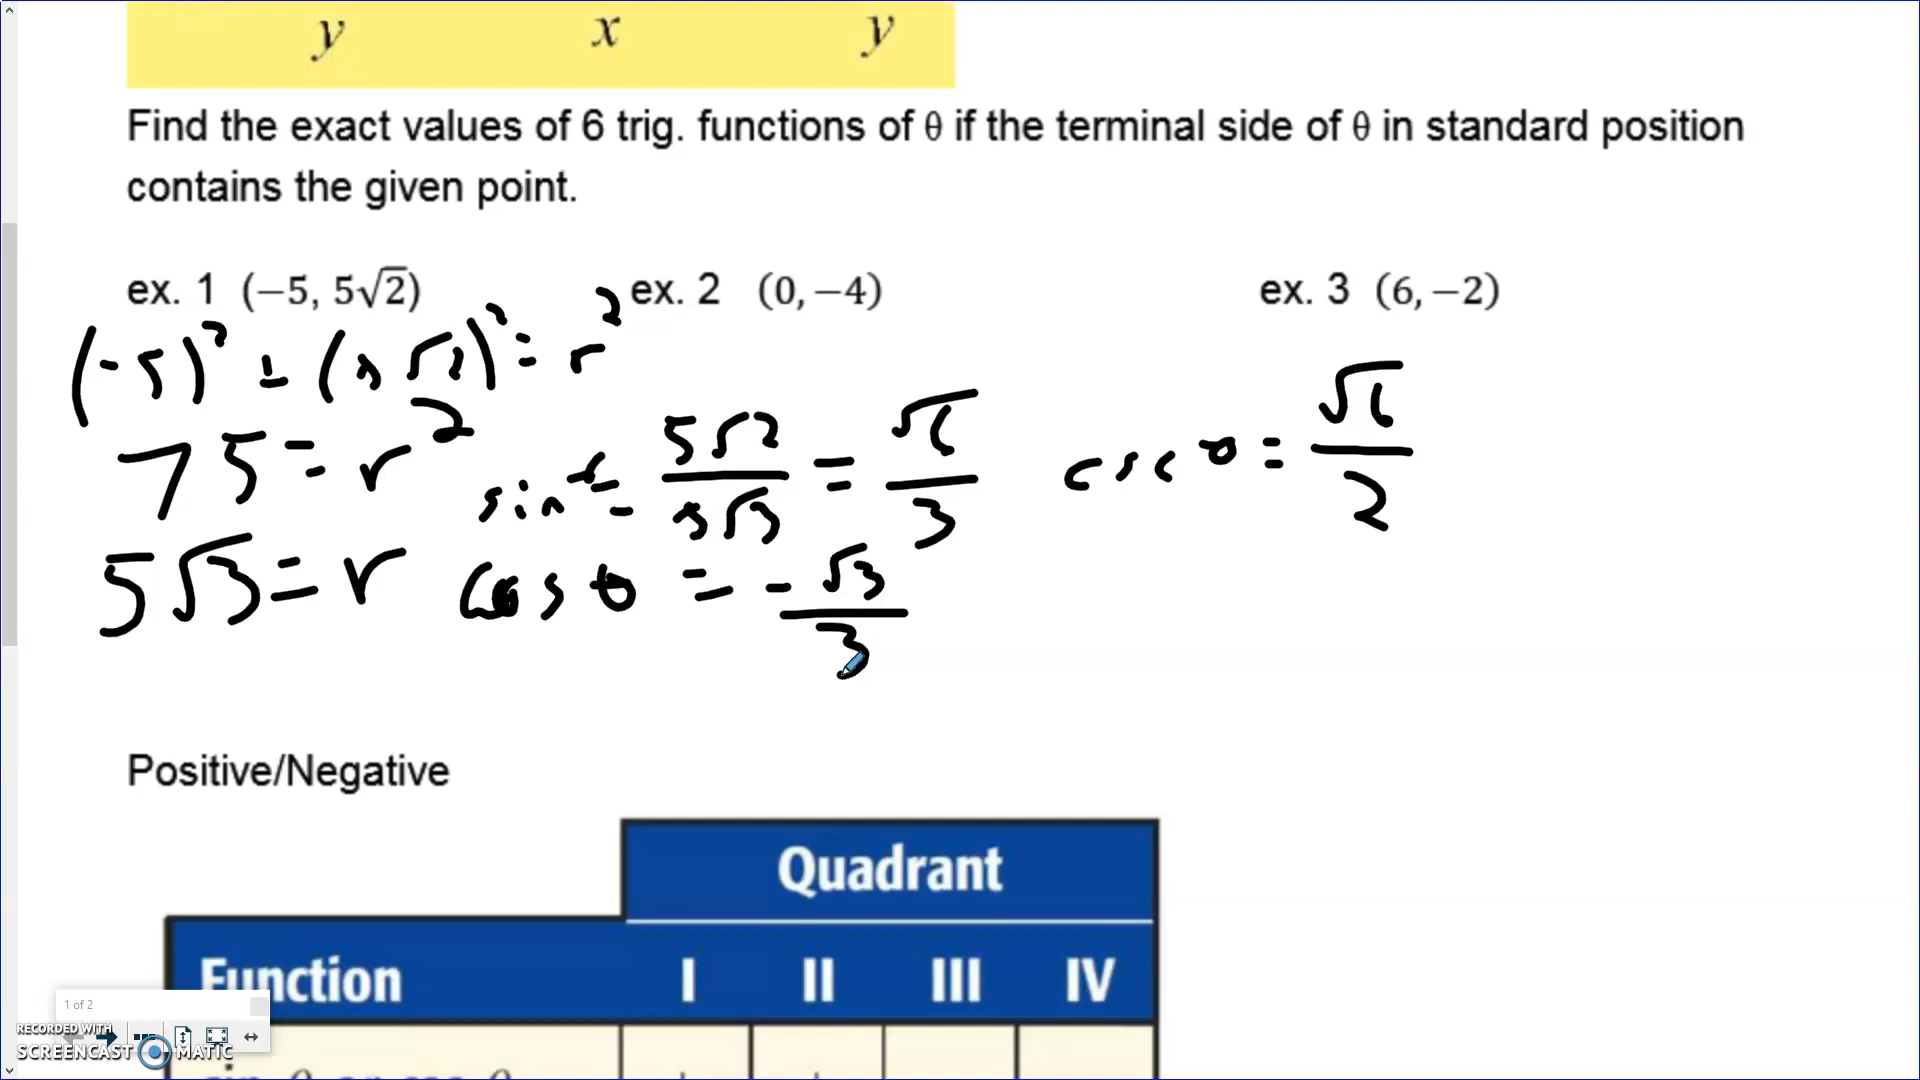 y x y
Find the exact values of 6 trig. functions of θ if the terminal side of θ in standard position
contains the given point.
ex. 1 (−5, 5√2) ex. 2 (0, −4) ex. 3 (6, −2)
(-5)² + (5√2)² = r²
75 = r²
sin θ = 5√2/5√3 = √6/3 csc θ = √6/2
5√3 = r cos θ = -√3/3
Positive/Negative
Quadrant
Function I II III IV
1 of 2
RECORDED WITH
SCREENCAST MATIC
sin θ or csc θ + +